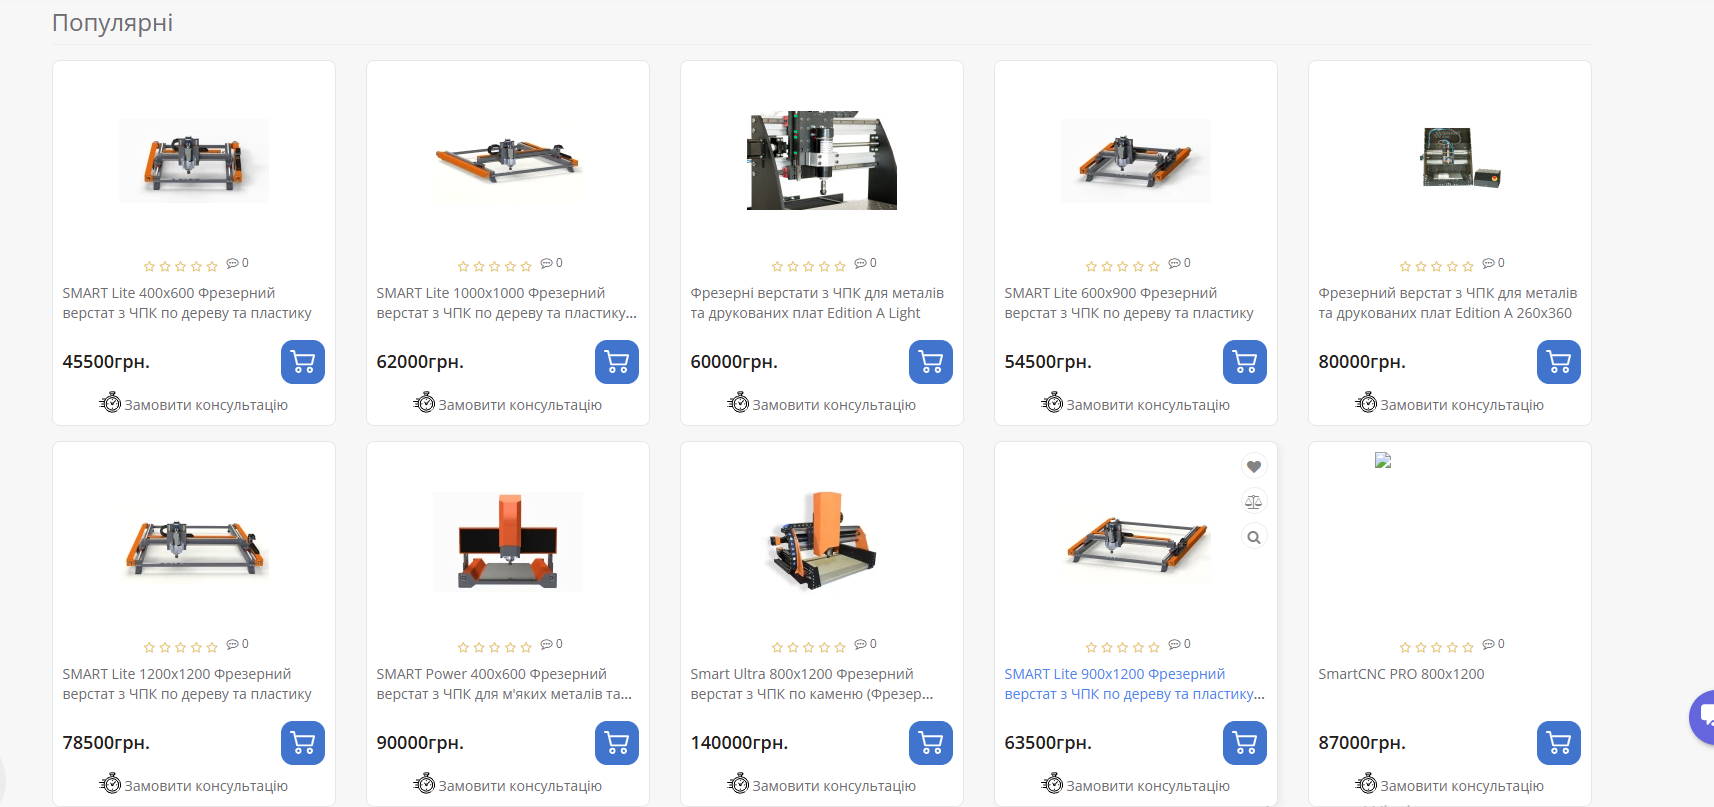 Популярні
0
SMART Lite 400x600 Фрезерний
верстат з ЧПК по дереву та пластику
45500грн.
Замовити консультацію
0
SMART Lite 1000x1000 Фрезерний
верстат з ЧПК по дереву та пластику...
62000грн.
Замовити консультацію
0
Фрезерні верстати з ЧПК для металів
та друкованих плат Edition A Light
60000грн.
Замовити консультацію
0
SMART Lite 600x900 Фрезерний
верстат з ЧПК по дереву та пластику
54500грн.
Замовити консультацію
0
Фрезерний верстат з ЧПК для металів
та друкованих плат Edition A 260x360
80000грн.
Замовити консультацію
0
SMART Lite 1200x1200 Фрезерний
верстат з ЧПК по дереву та пластику
78500грн.
Замовити консультацію
0
SMART Power 400x600 Фрезерний
верстат з ЧПК для м'яких металів та...
90000грн.
Замовити консультацію
0
Smart Ultra 800x1200 Фрезерний
верстат з ЧПК по каменю (Фрезер...
140000грн.
Замовити консультацію
0
SMART Lite 900x1200 Фрезерний
верстат з ЧПК по дереву та пластику...
63500грн.
Замовити консультацію
0
SmartCNC PRO 800x1200
87000грн.
Замовити консультацію